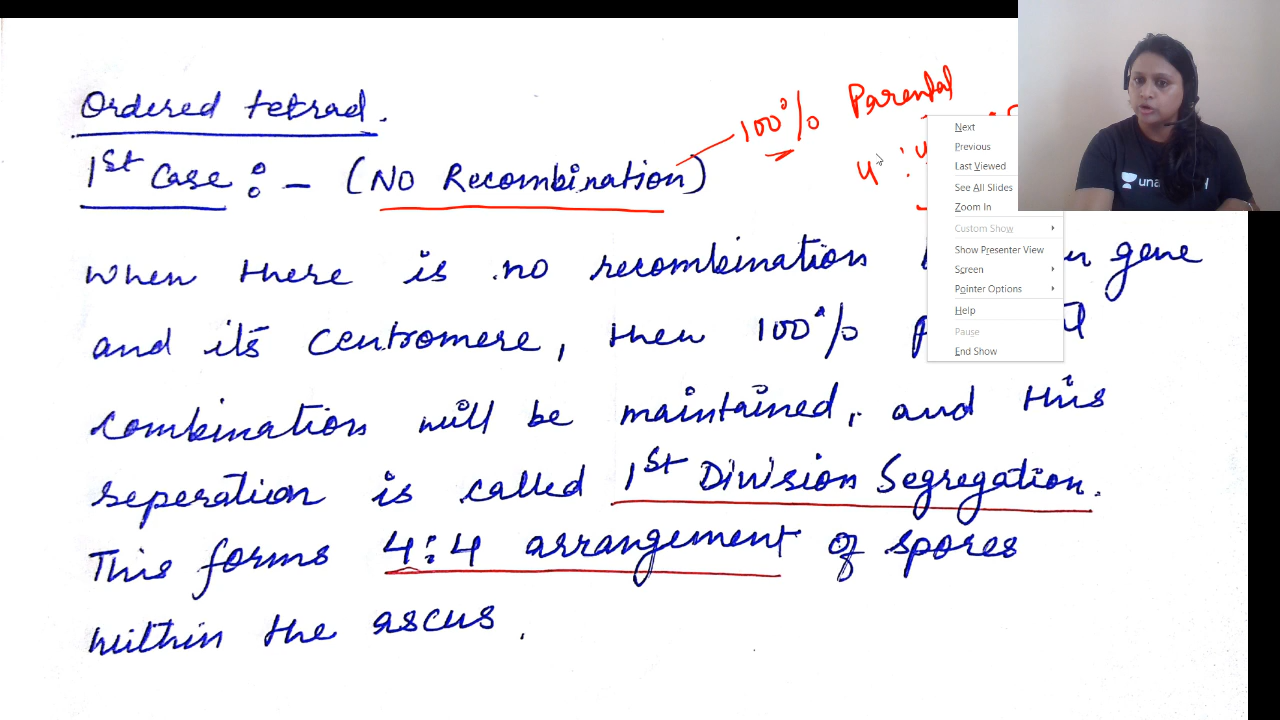 Ordered tetrad.
100% Parental
4 : 4
1st Case : - (NO Recombination)
When there is no recombination gene
and its centromere, then 100%
combination will be maintained, and this
seperation is called 1st Division Segregation.
This forms 4:4 arrangement of spores
within the ascus.
Next
Previous
Last Viewed
See All Slides
Zoom In
Custom Show
Show Presenter View
Screen
Pointer Options
Help
Pause
End Show